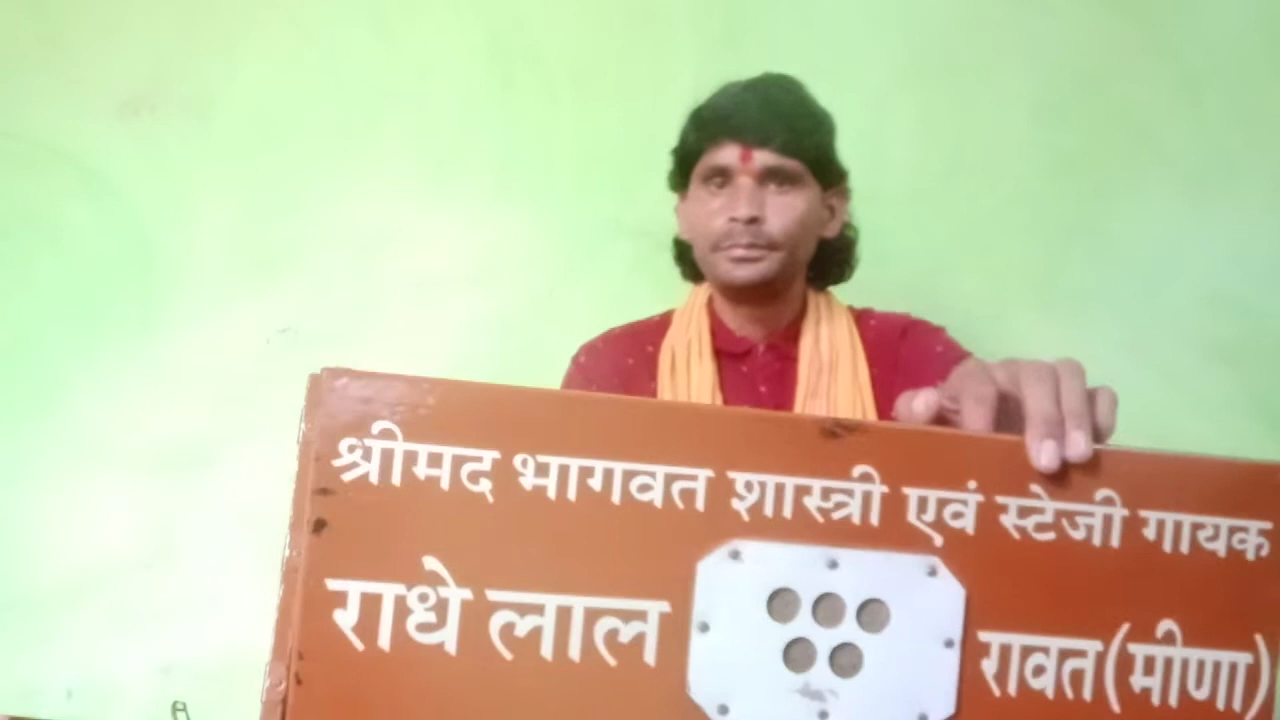 श्रीमद भागवत शास्त्री एवं स्टेजी गायक
राधे लाल रावत(मीणा)